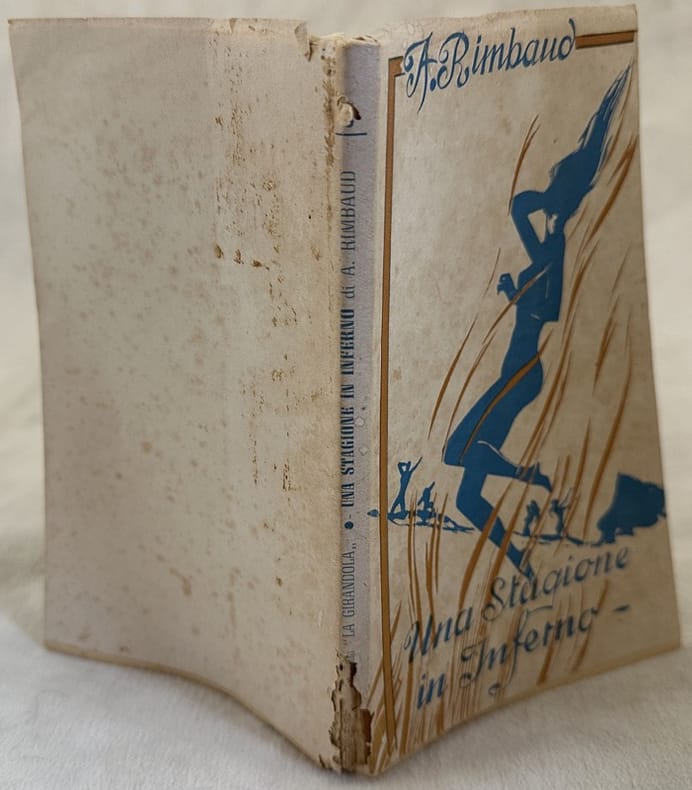 A. Rimbaud
Una Stagione
in Inferno -
"LA GIRANDOLA„ ● - UNA STAGIONE IN INFERNO di A. RIMBAUD